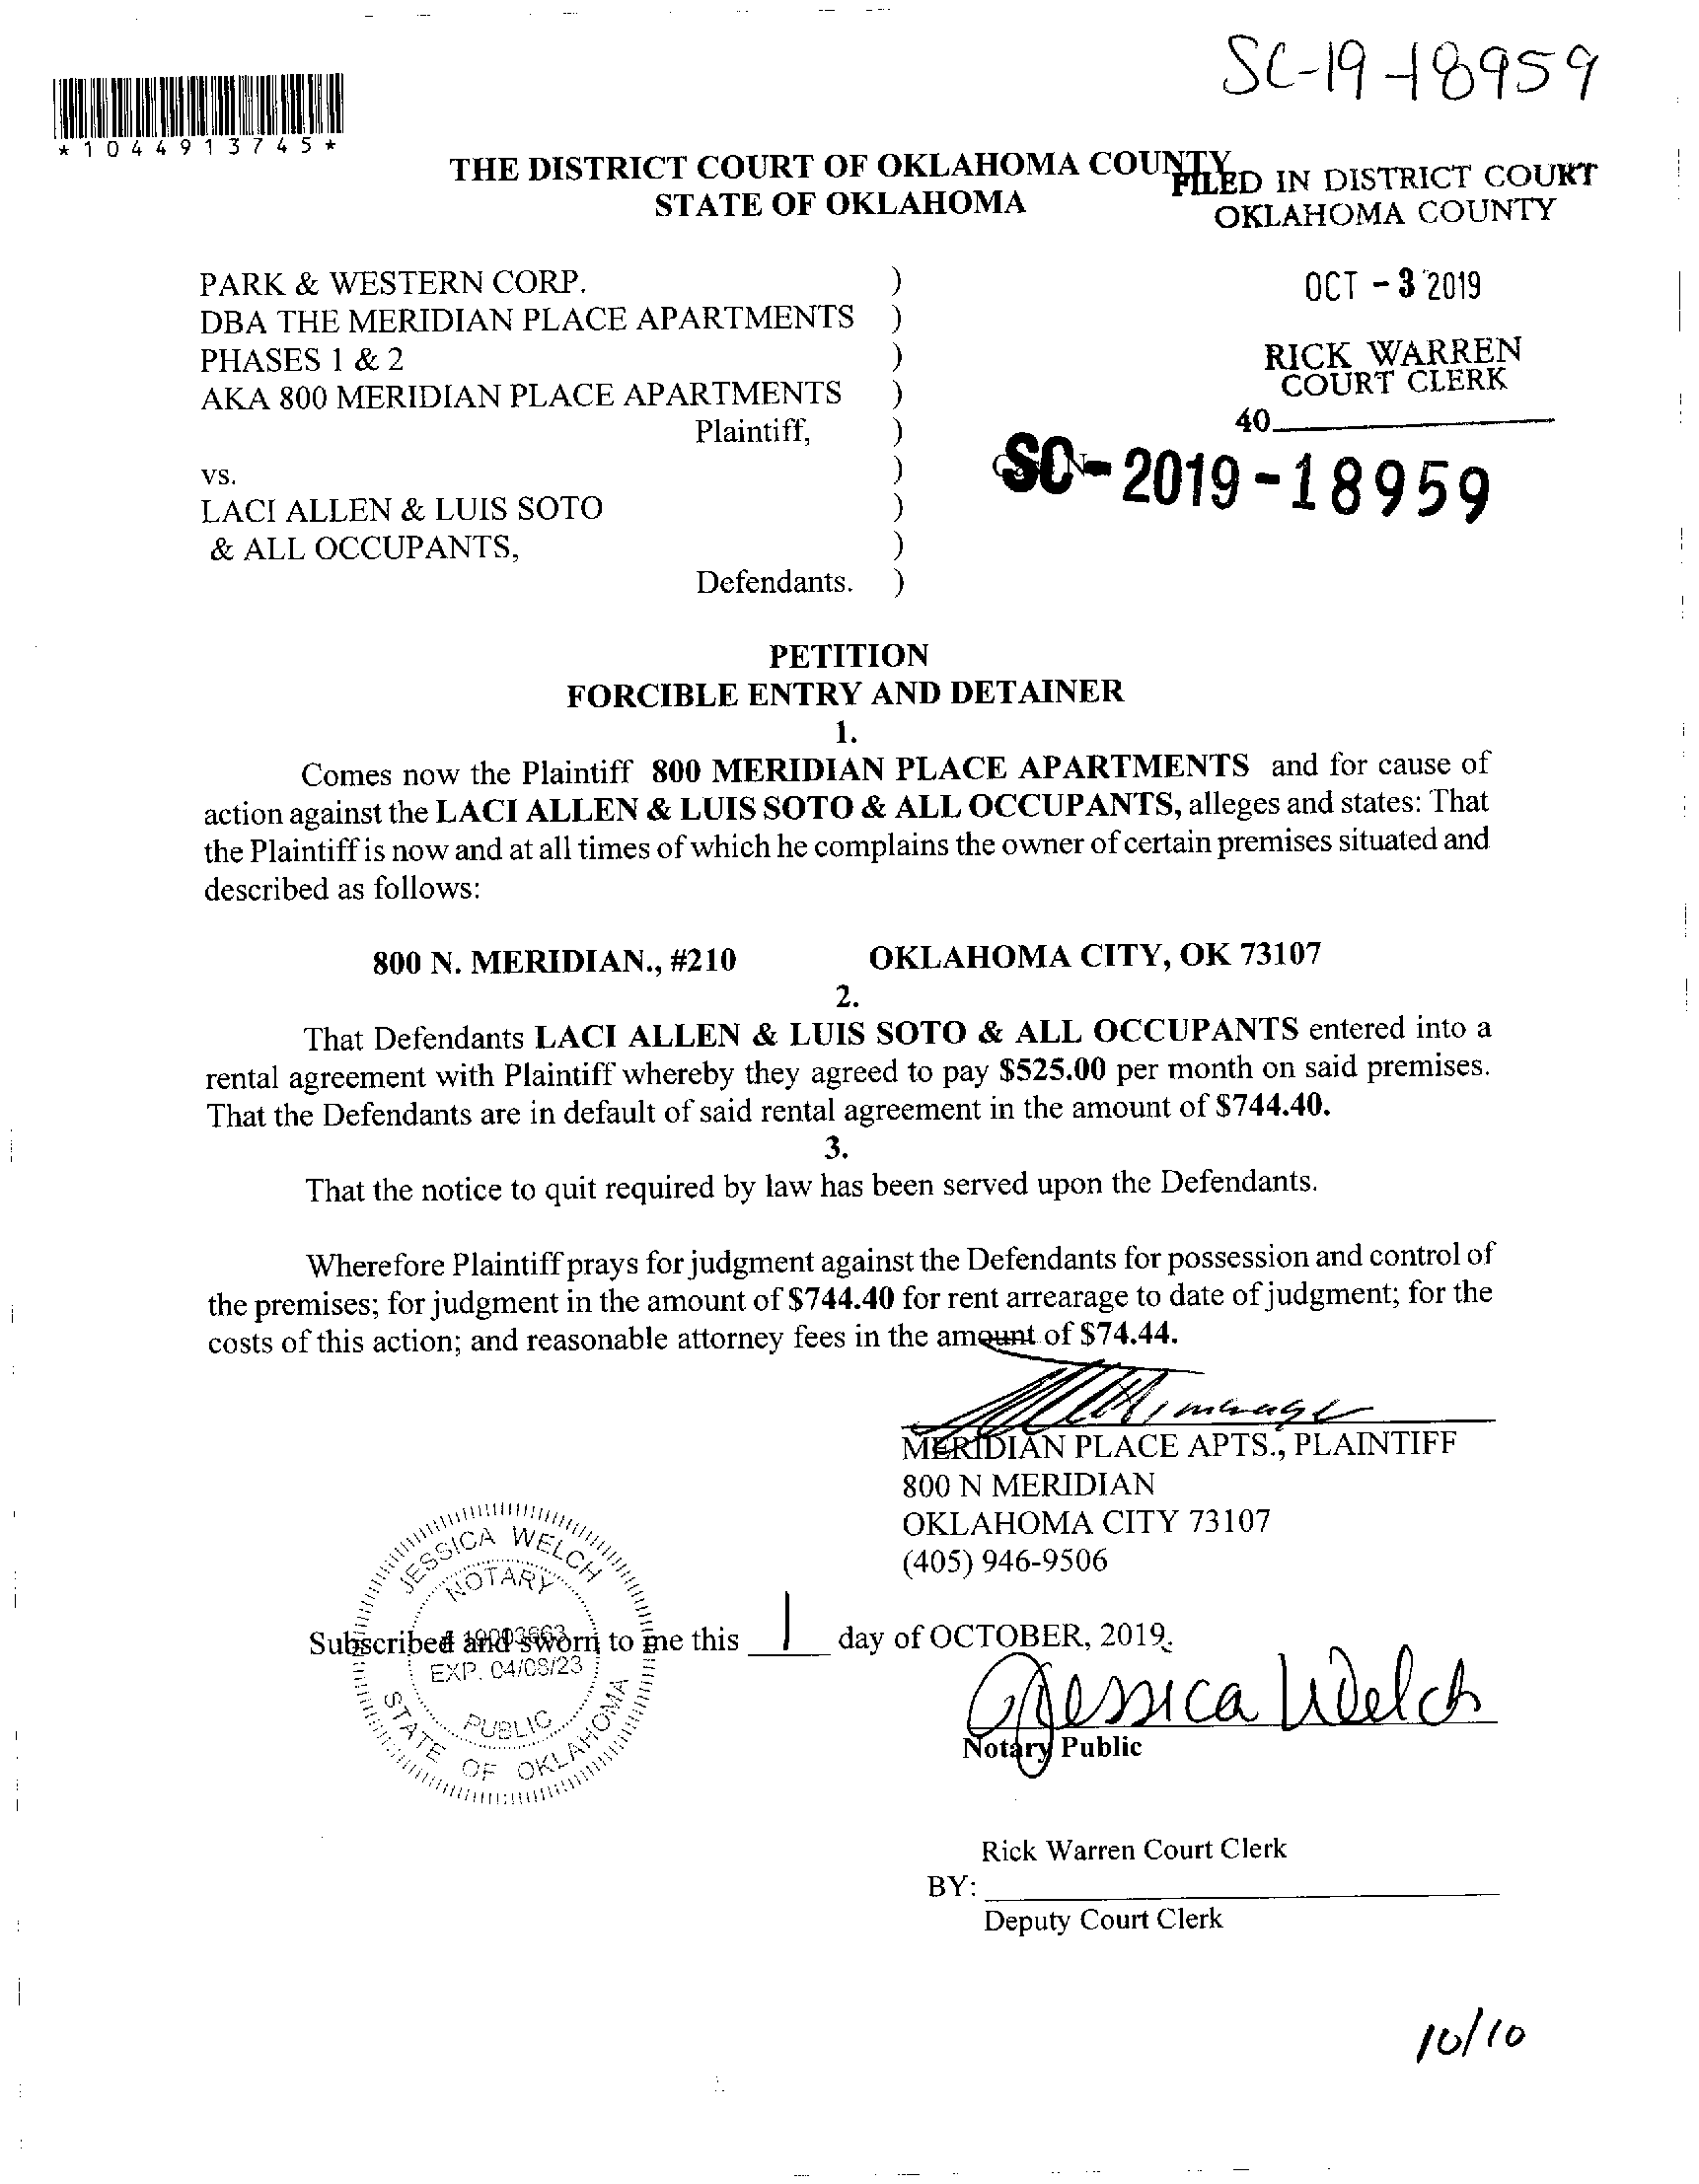 SC-19-18959
*1044913745*
THE DISTRICT COURT OF OKLAHOMA COUNTY
STATE OF OKLAHOMA
FILED IN DISTRICT COURT
OKLAHOMA COUNTY
OCT - 3 2019
RICK WARREN
COURT CLERK
40
SC-2019-18959
PARK & WESTERN CORP. )
DBA THE MERIDIAN PLACE APARTMENTS )
PHASES 1 & 2 )
AKA 800 MERIDIAN PLACE APARTMENTS )
Plaintiff, )
vs. )
LACI ALLEN & LUIS SOTO )
& ALL OCCUPANTS, )
Defendants. )
PETITION
FORCIBLE ENTRY AND DETAINER
1.
Comes now the Plaintiff 800 MERIDIAN PLACE APARTMENTS and for cause of
action against the LACI ALLEN & LUIS SOTO & ALL OCCUPANTS, alleges and states: That
the Plaintiff is now and at all times of which he complains the owner of certain premises situated and
described as follows:
800 N. MERIDIAN., #210 OKLAHOMA CITY, OK 73107
2.
That Defendants LACI ALLEN & LUIS SOTO & ALL OCCUPANTS entered into a
rental agreement with Plaintiff whereby they agreed to pay $525.00 per month on said premises.
That the Defendants are in default of said rental agreement in the amount of $744.40.
3.
That the notice to quit required by law has been served upon the Defendants.
Wherefore Plaintiff prays for judgment against the Defendants for possession and control of
the premises; for judgment in the amount of $744.40 for rent arrearage to date of judgment; for the
costs of this action; and reasonable attorney fees in the amount of $74.44.
manager
MERIDIAN PLACE APTS., PLAINTIFF
800 N MERIDIAN
OKLAHOMA CITY 73107
(405) 946-9506
JESSICA WELCH
NOTARY
EXP. 04/08/23
PUBLIC
STATE OF OKLAHOMA
Subscribed and sworn to me this 1 day of OCTOBER, 2019.
Jessica Welch
Notary Public
Rick Warren Court Clerk
BY:
Deputy Court Clerk
10/10